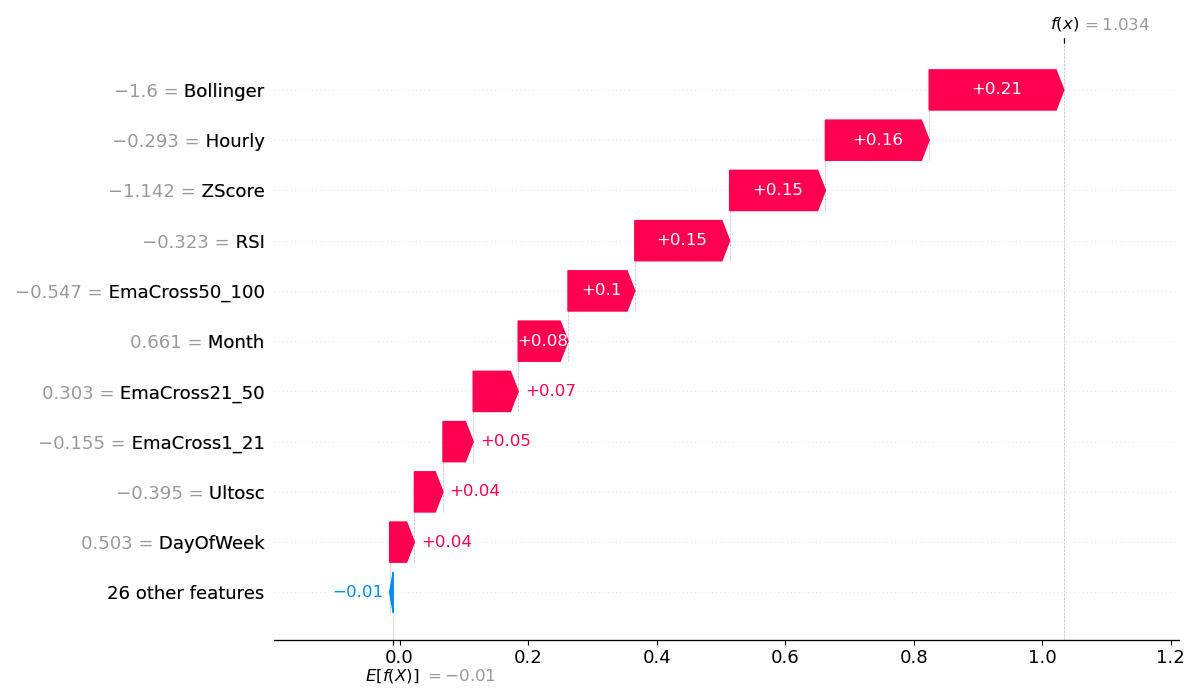 f(x) = 1.034
−1.6 = Bollinger
+0.21
−0.293 = Hourly
+0.16
−1.142 = ZScore
+0.15
−0.323 = RSI
+0.15
−0.547 = EmaCross50_100
+0.1
0.661 = Month
+0.08
0.303 = EmaCross21_50
+0.07
−0.155 = EmaCross1_21
+0.05
−0.395 = Ultosc
+0.04
0.503 = DayOfWeek
+0.04
26 other features
−0.01
0.0 0.2 0.4 0.6 0.8 1.0 1.2
E[f(X)] = −0.01